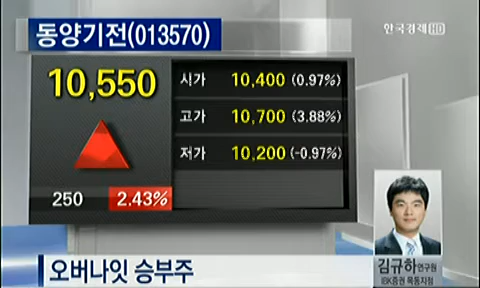 동양기전(013570)
한국경제 HD
10,550
시가 10,400 (0.97%)
고가 10,700 (3.88%)
저가 10,200 (-0.97%)
250 2.43%
김규하 연구원
IBK증권 목동지점
오버나잇 승부주